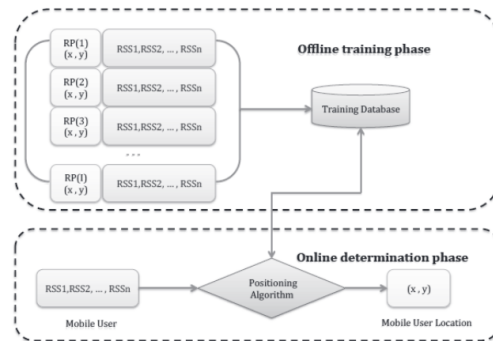 RP(1)
(x , y)
RSS1,RSS2, ... , RSSn
Offline training phase
RP(2)
(x , y)
RSS1,RSS2, ... , RSSn
RP(3)
(x , y)
RSS1,RSS2, ... , RSSn
Training Database
...
RP(I)
(x , y)
RSS1,RSS2, ... , RSSn
Online determination phase
RSS1,RSS2, ... , RSSn
Positioning
Algorithm
(x , y)
Mobile User
Mobile User Location